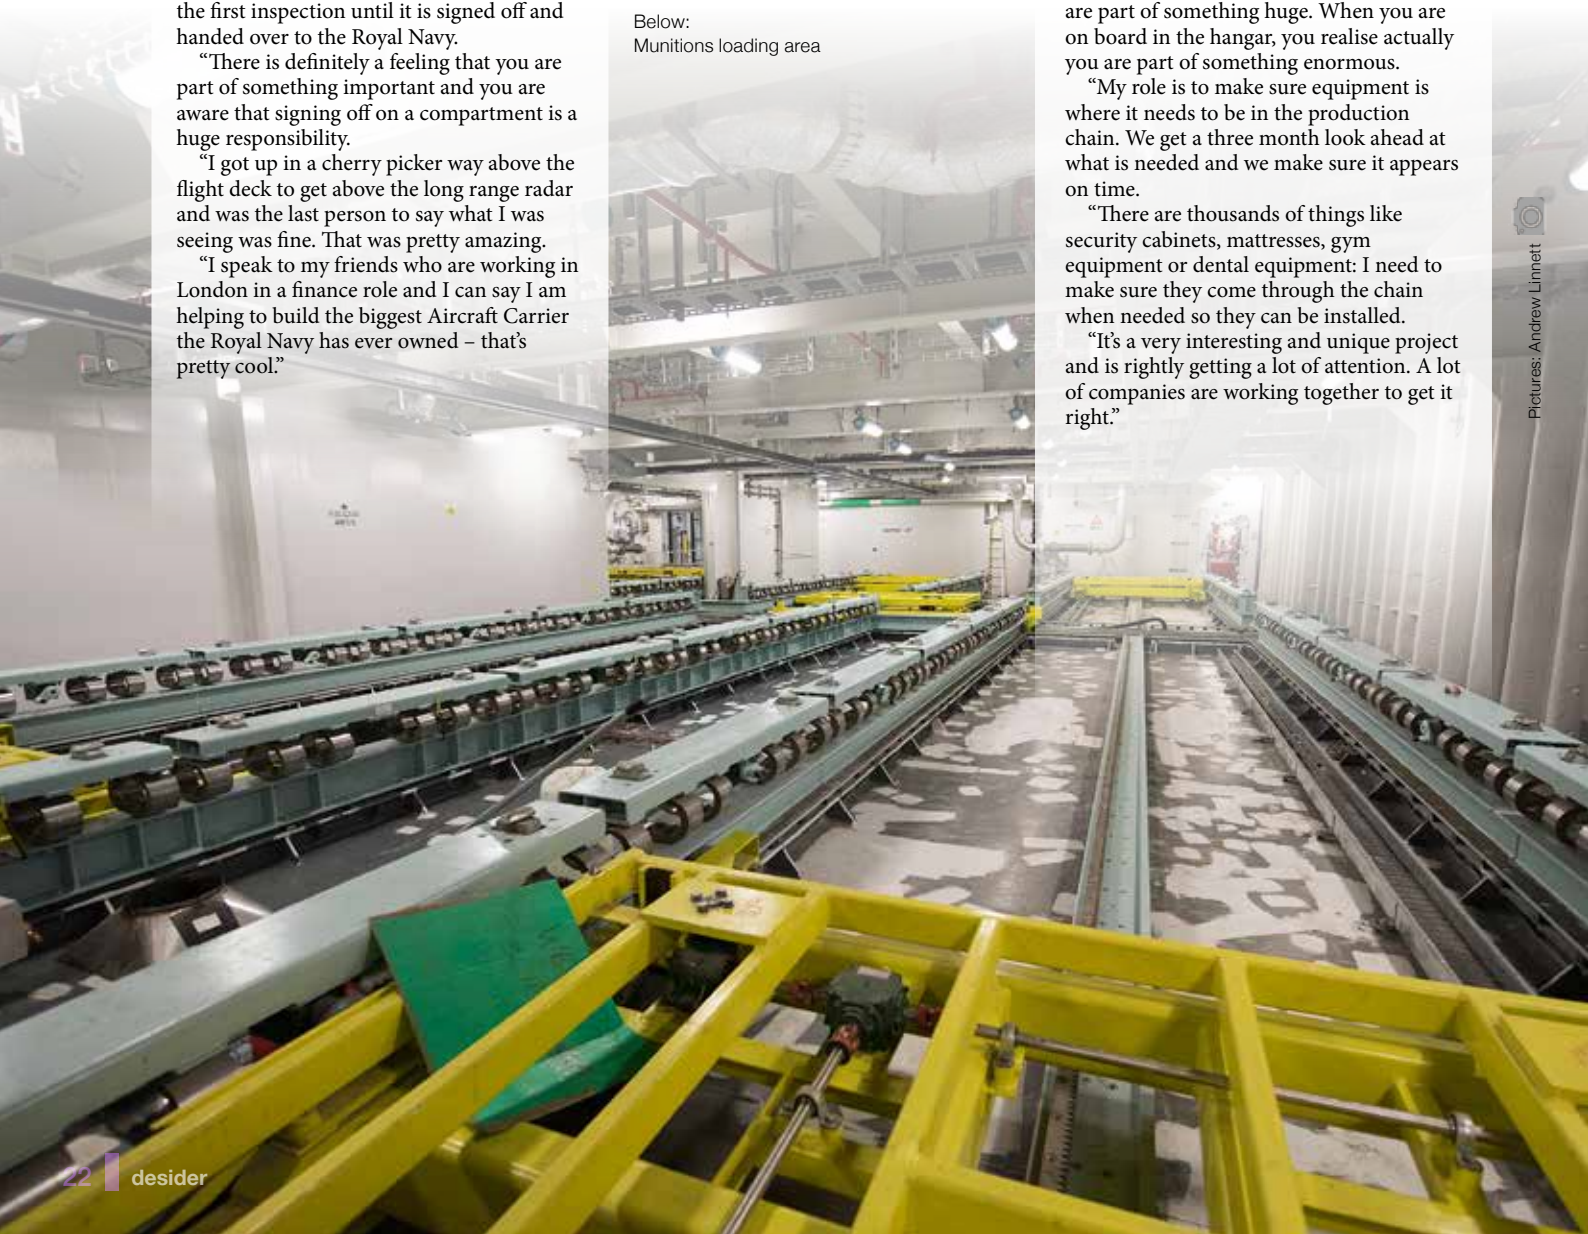 the first inspection until it is signed off and
handed over to the Royal Navy.
“There is definitely a feeling that you are
part of something important and you are
aware that signing off on a compartment is a
huge responsibility.
“I got up in a cherry picker way above the
flight deck to get above the long range radar
and was the last person to say what I was
seeing was fine. That was pretty amazing.
“I speak to my friends who are working in
London in a finance role and I can say I am
helping to build the biggest Aircraft Carrier
the Royal Navy has ever owned – that’s
pretty cool.”
Below:
Munitions loading area
are part of something huge. When you are
on board in the hangar, you realise actually
you are part of something enormous.
“My role is to make sure equipment is
where it needs to be in the production
chain. We get a three month look ahead at
what is needed and we make sure it appears
on time.
“There are thousands of things like
security cabinets, mattresses, gym
equipment or dental equipment: I need to
make sure they come through the chain
when needed so they can be installed.
“It’s a very interesting and unique project
and is rightly getting a lot of attention. A lot
of companies are working together to get it
right.”
Pictures: Andrew Linnett
22 desider